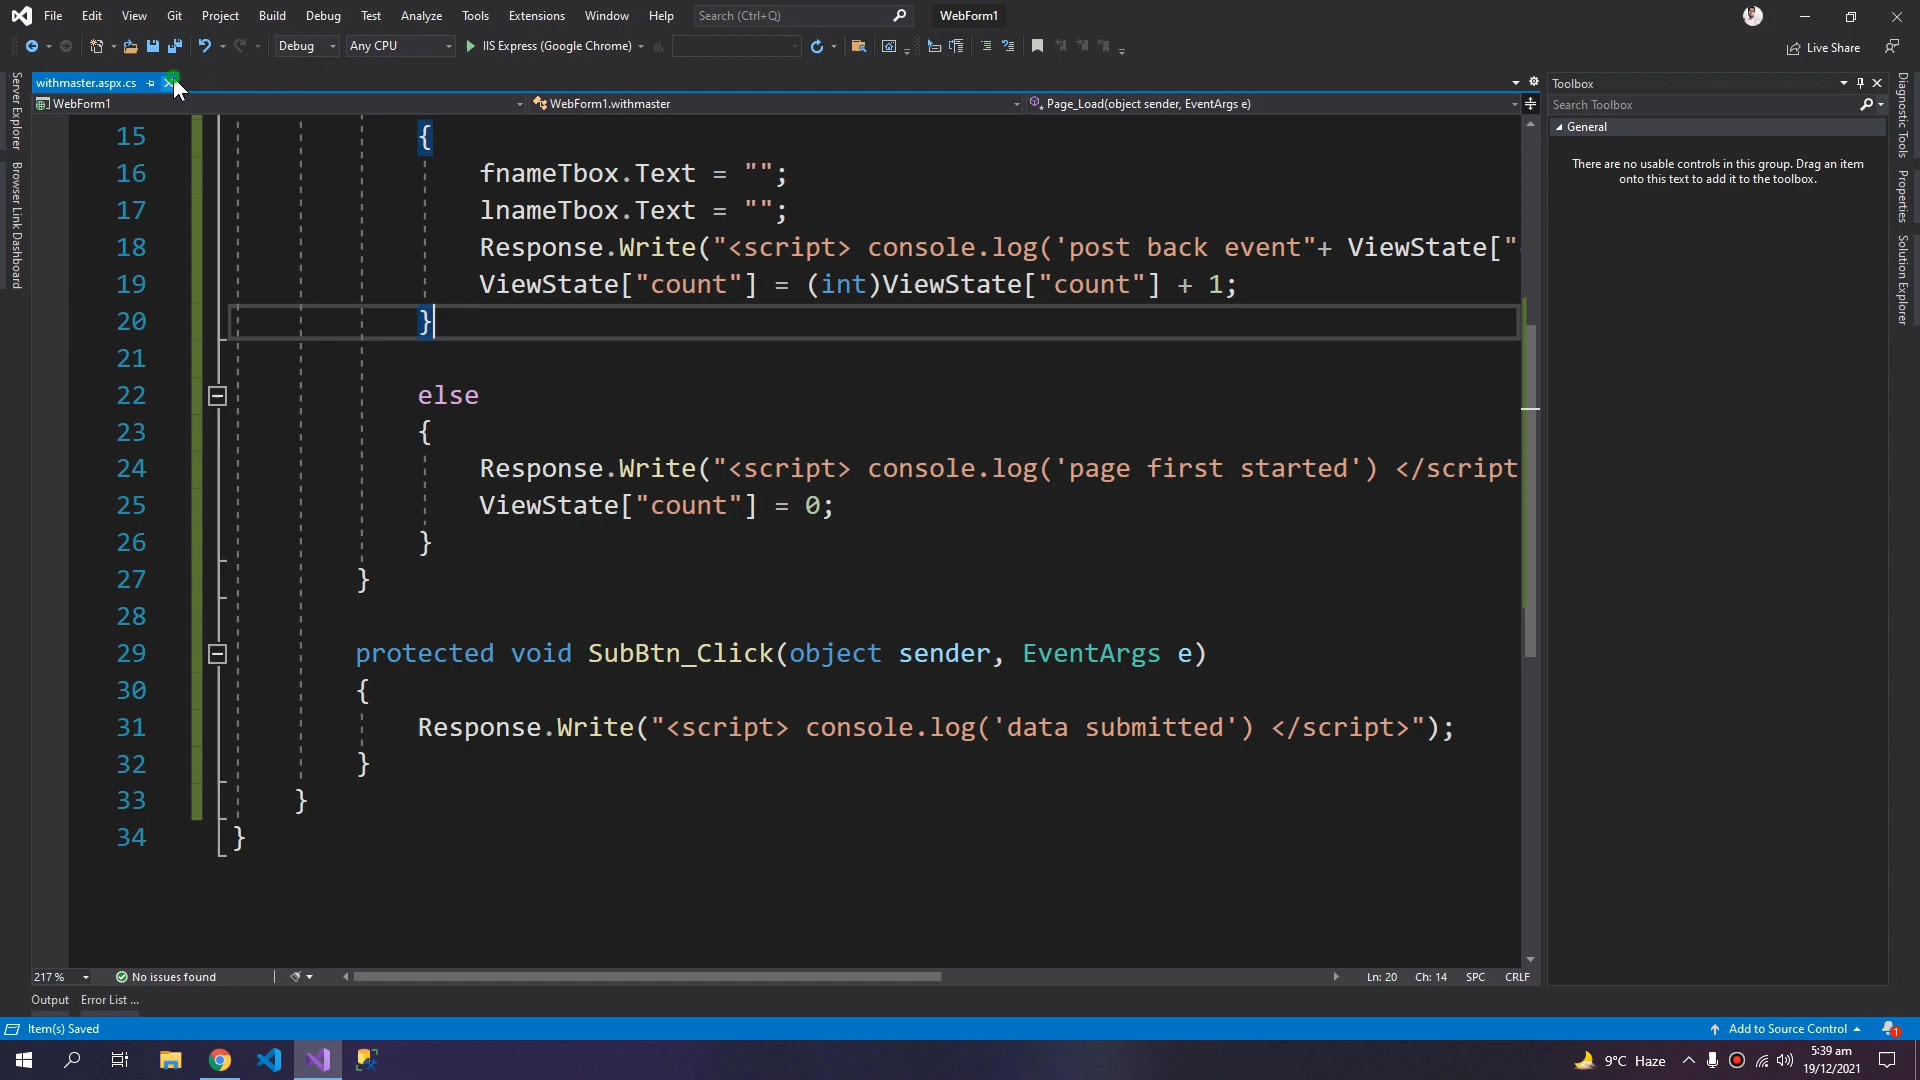 File Edit View Git Project Build Debug Test Analyze Tools Extensions Window Help Search (Ctrl+Q) WebForm1
Debug Any CPU IIS Express (Google Chrome) Live Share
withmaster.aspx.cs
WebForm1 WebForm1.withmaster Page_Load(object sender, EventArgs e)
Server Explorer
Browser Link Dashboard
15 {
16 fnameTbox.Text = "";
17 lnameTbox.Text = "";
18 Response.Write("<script> console.log('post back event"+ ViewState["
19 ViewState["count"] = (int)ViewState["count"] + 1;
20 }
21
22 else
23 {
24 Response.Write("<script> console.log('page first started') </script
25 ViewState["count"] = 0;
26 }
27 }
28
29 protected void SubBtn_Click(object sender, EventArgs e)
30 {
31 Response.Write("<script> console.log('data submitted') </script>");
32 }
33 }
34 }
Toolbox
Search Toolbox
General
There are no usable controls in this group. Drag an item
onto this text to add it to the toolbox.
Diagnostic Tools
Properties
Solution Explorer
217 % No issues found Ln: 20 Ch: 14 SPC CRLF
Output Error List ...
Item(s) Saved Add to Source Control 1
9°C Haze 5:39 am
19/12/2021